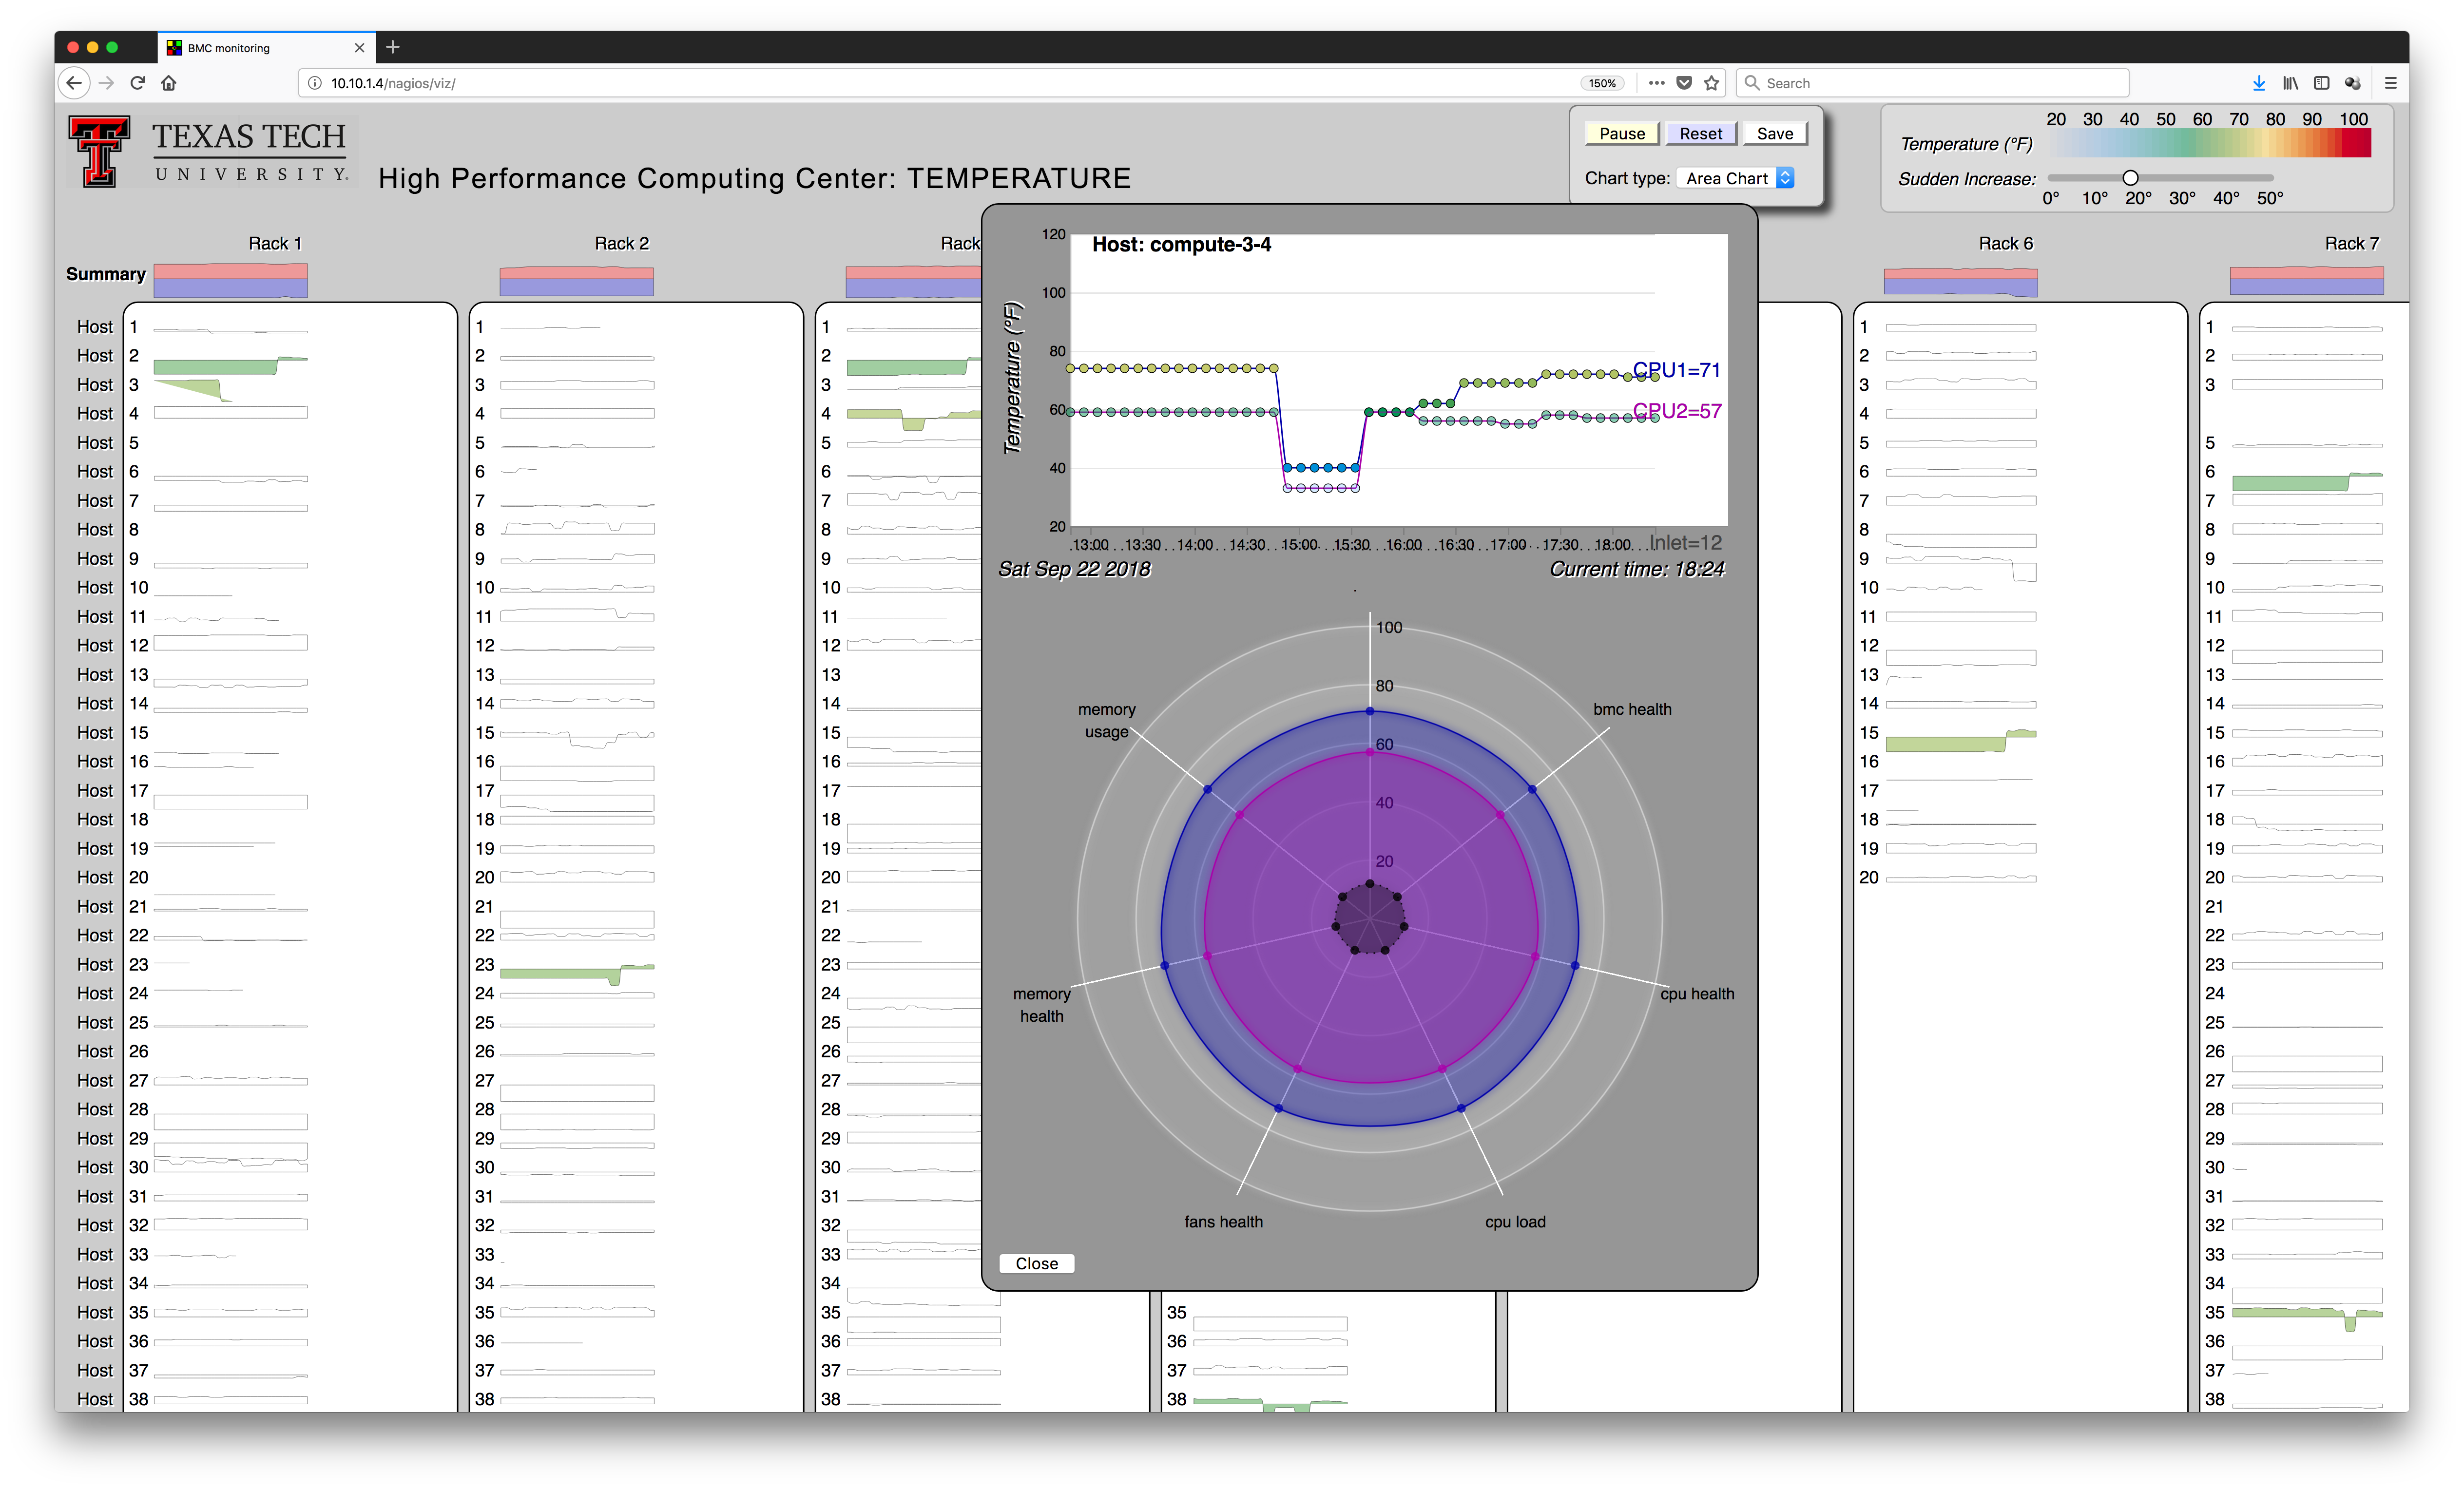 BMC monitoring
10.10.1.4/nagios/viz/
150%
Search
TEXAS TECH
UNIVERSITY.
High Performance Computing Center: TEMPERATURE
Pause Reset Save
Chart type: Area Chart
20 30 40 50 60 70 80 90 100
Temperature (°F)
Sudden Increase:
0° 10° 20° 30° 40° 50°
Rack 1 Rack 2 Rack Rack 6 Rack 7
Summary
Host 1 1 1 1 1
Host 2 2 2 2 2
Host 3 3 3 3 3
Host 4 4 4 4
Host 5 5 5 5 5
Host 6 6 6 6 6
Host 7 7 7 7 7
Host 8 8 8 8 8
Host 9 9 9 9 9
Host 10 10 10 10 10
Host 11 11 11 11 11
Host 12 12 12 12 12
Host 13 13 13 13 13
Host 14 14 14 14 14
Host 15 15 15 15 15
Host 16 16 16 16 16
Host 17 17 17 17 17
Host 18 18 18 18 18
Host 19 19 19 19 19
Host 20 20 20 20 20
Host 21 21 21 21
Host 22 22 22 22
Host 23 23 23 23
Host 24 24 24 24
Host 25 25 25 25
Host 26 26 26 26
Host 27 27 27 27
Host 28 28 28 28
Host 29 29 29 29
Host 30 30 30 30
Host 31 31 31 31
Host 32 32 32 32
Host 33 33 33 33
Host 34 34 34 34
Host 35 35 35 35 35
Host 36 36 36 36 36
Host 37 37 37 37 37
Host 38 38 38 38 38
Host: compute-3-4
Temperature (°F)
120
100
80
60
40
20
CPU1=71
CPU2=57
13:00 13:30 14:00 14:30 15:00 15:30 16:00 16:30 17:00 17:30 18:00
Inlet=12
Sat Sep 22 2018
Current time: 18:24
100
80
60
40
20
bmc health
cpu health
cpu load
fans health
memory
health
memory
usage
Close